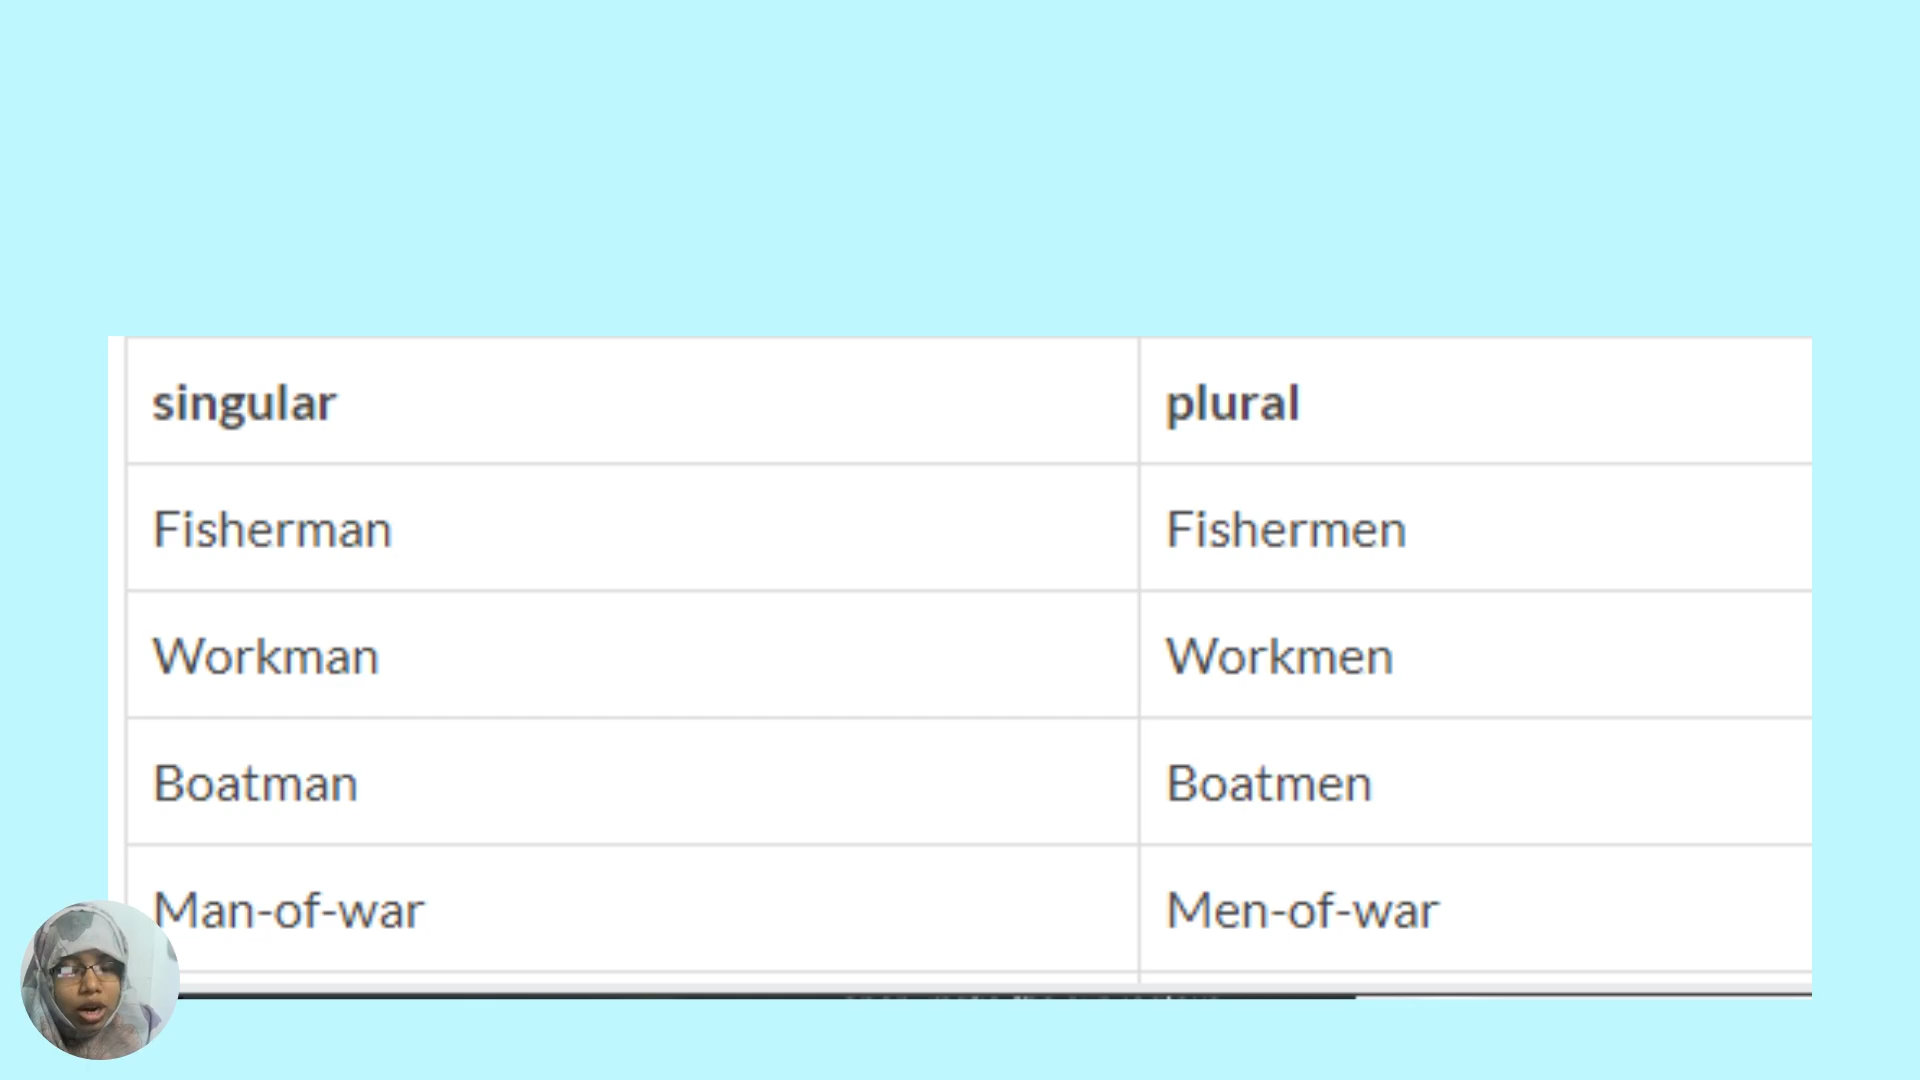 singular plural
Fisherman Fishermen
Workman Workmen
Boatman Boatmen
Man-of-war Men-of-war